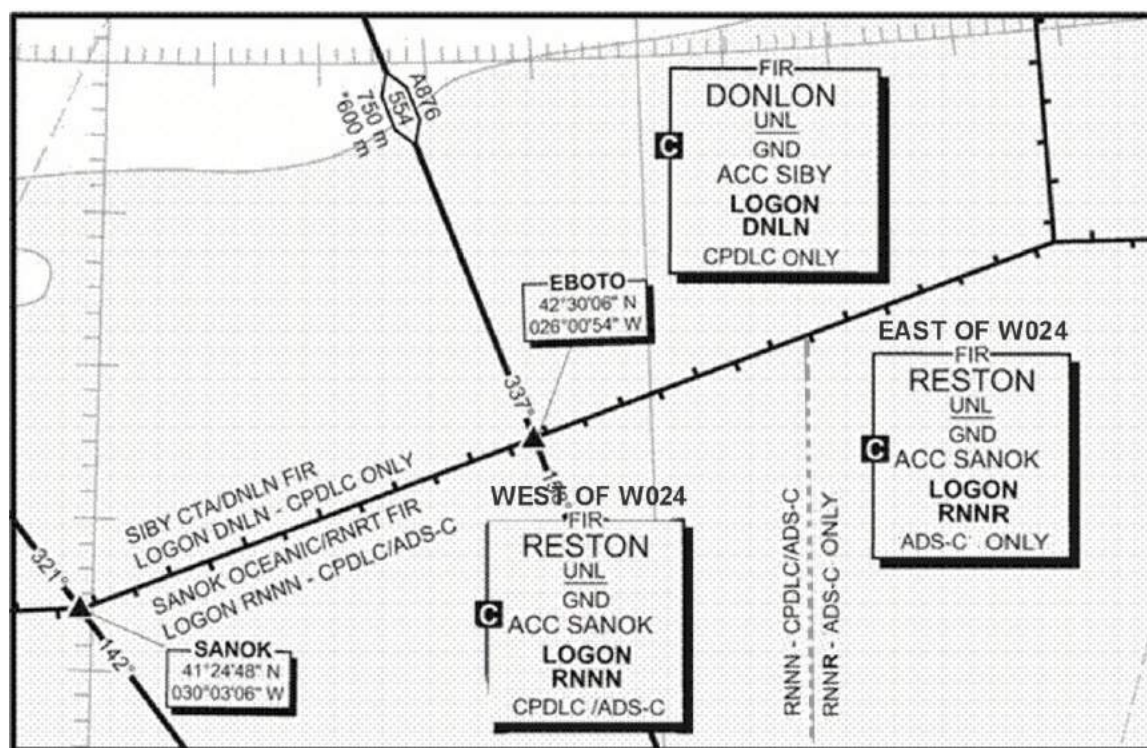 A876
554
750 m
*600 m
FIR
DONLON
UNL
GND
C
ACC SIBY
LOGON
DNLN
CPDLC ONLY
EBOTO
42°30'06" N
026°00'54" W
337°
EAST OF W024
FIR
RESTON
UNL
GND
C
ACC SANOK
LOGON
RNNR
ADS-C ONLY
SIBY CTA/DNLN FIR
LOGON DNLN - CPDLC ONLY
SANOK OCEANIC/RNRT FIR
LOGON RNNN - CPDLC/ADS-C
WEST OF W024
FIR
RESTON
UNL
GND
C
ACC SANOK
LOGON
RNNN
CPDLC /ADS-C
RNNN - CPDLC/ADS-C
RNNR - ADS-C ONLY
321°
142°
SANOK
41°24'48" N
030°03'06" W